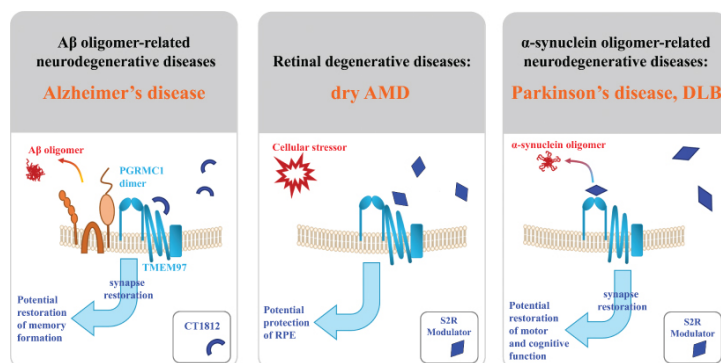 Aβ oligomer-related
neurodegenerative diseases
Alzheimer's disease
Aβ oligomer
PGRMC1
dimer
TMEM97
synapse
restoration
Potential
restoration
of memory
formation
CT1812
Retinal degenerative diseases:
dry AMD
Cellular stressor
Potential
protection
of RPE
S2R
Modulator
α-synuclein oligomer-related
neurodegenerative diseases:
Parkinson's disease, DLB
α-synuclein oligomer
synapse
restoration
Potential
restoration of
motor and
cognitive
function
S2R
Modulator